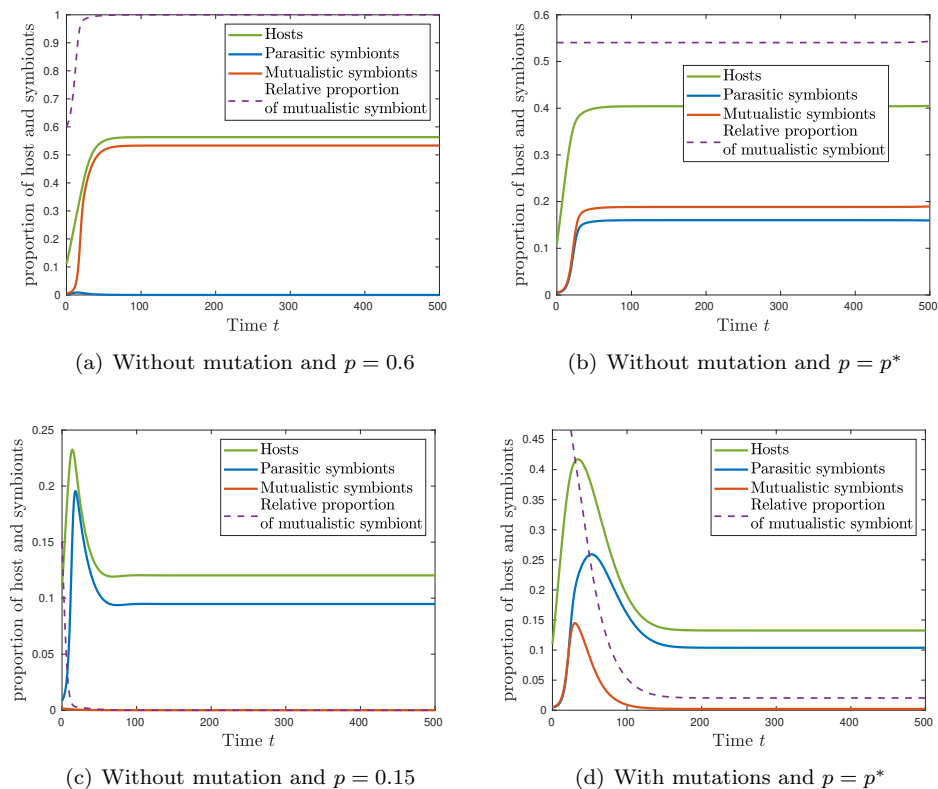 1
0.9
0.8
0.7
0.6
0.5
0.4
0.3
0.2
0.1
0
0
100
200
300
400
500
proportion of host and symbionts
Time t
Hosts
Parasitic symbionts
Mutualistic symbionts
Relative proportion
of mutualistic symbiont
(a) Without mutation and p = 0.6
0.6
0.5
0.4
0.3
0.2
0.1
0
0
100
200
300
400
500
proportion of host and symbionts
Time t
Hosts
Parasitic symbionts
Mutualistic symbionts
Relative proportion
of mutualistic symbiont
(b) Without mutation and p = p*
0.25
0.2
0.15
0.1
0.05
0
0
100
200
300
400
500
proportion of host and symbionts
Time t
Hosts
Parasitic symbionts
Mutualistic symbionts
Relative proportion
of mutualistic symbiont
(c) Without mutation and p = 0.15
0.45
0.4
0.35
0.3
0.25
0.2
0.15
0.1
0.05
0
0
100
200
300
400
500
proportion of host and symbionts
Time t
Hosts
Parasitic symbionts
Mutualistic symbionts
Relative proportion
of mutualistic symbiont
(d) With mutations and p = p*